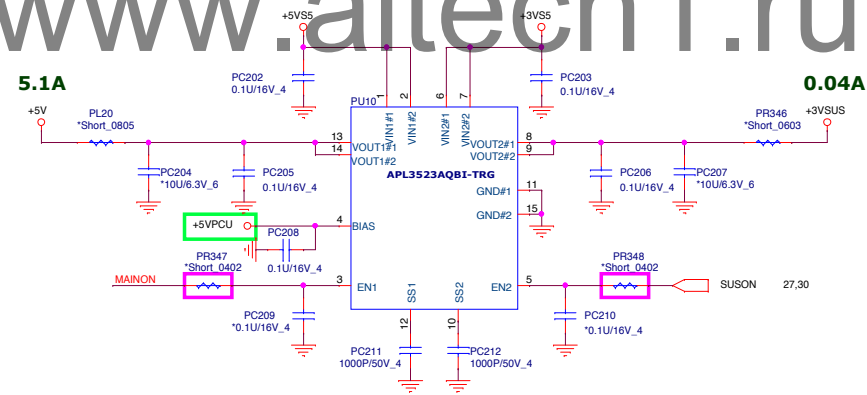 www.aitech1.ru
+5VS5
+3VS5
5.1A
0.04A
PC202
0.1U/16V_4
PC203
0.1U/16V_4
PU10
+5V
PL20
*Short_0805
PR346
*Short_0603
+3VSUS
1
2
6
7
VIN1#1
VIN1#2
VIN2#1
VIN2#2
13
VOUT1#1
14
VOUT1#2
8
VOUT2#1
9
VOUT2#2
APL3523AQBI-TRG
PC204
*10U/6.3V_6
PC205
0.1U/16V_4
PC206
0.1U/16V_4
PC207
*10U/6.3V_6
GND#1
11
GND#2
15
+5VPCU
4
BIAS
PC208
0.1U/16V_4
PR347
*Short_0402
MAINON
3
EN1
PR348
*Short_0402
5
EN2
SUSON
27,30
SS1
SS2
12
10
PC209
*0.1U/16V_4
PC210
*0.1U/16V_4
PC211
1000P/50V_4
PC212
1000P/50V_4